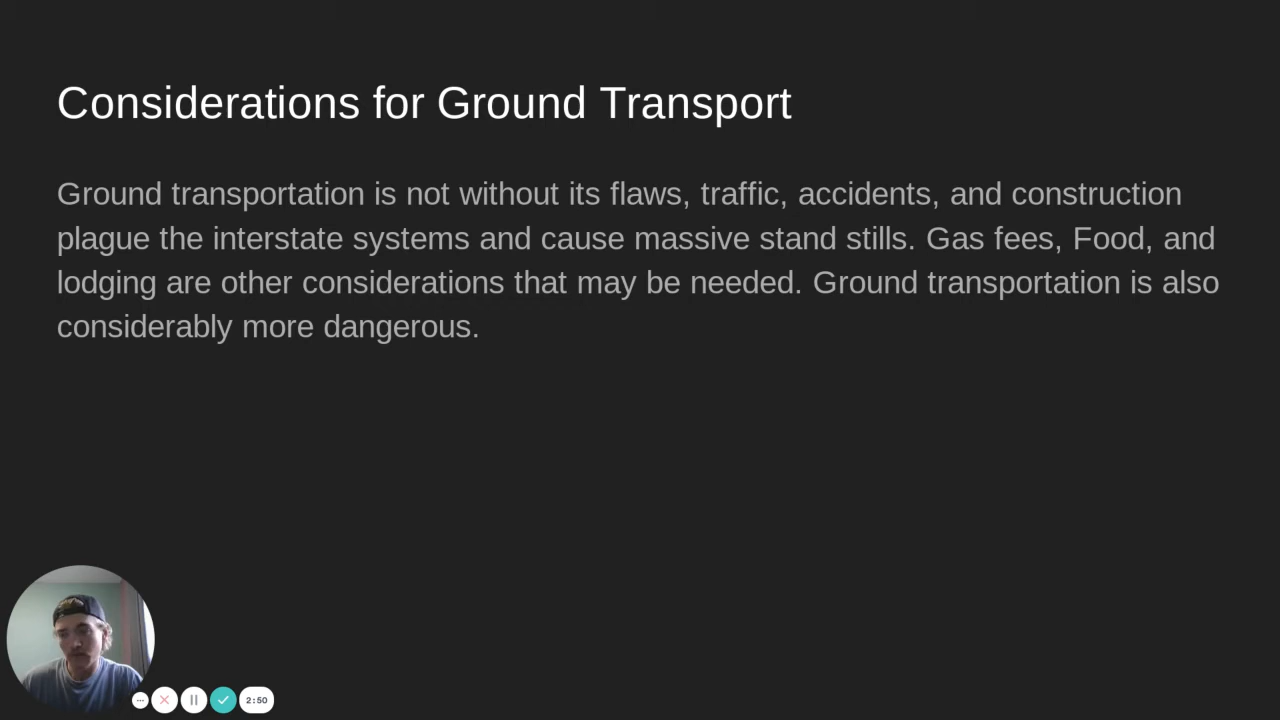 Considerations for Ground Transport
Ground transportation is not without its flaws, traffic, accidents, and construction
plague the interstate systems and cause massive stand stills. Gas fees, Food, and
lodging are other considerations that may be needed. Ground transportation is also
considerably more dangerous.
2:50